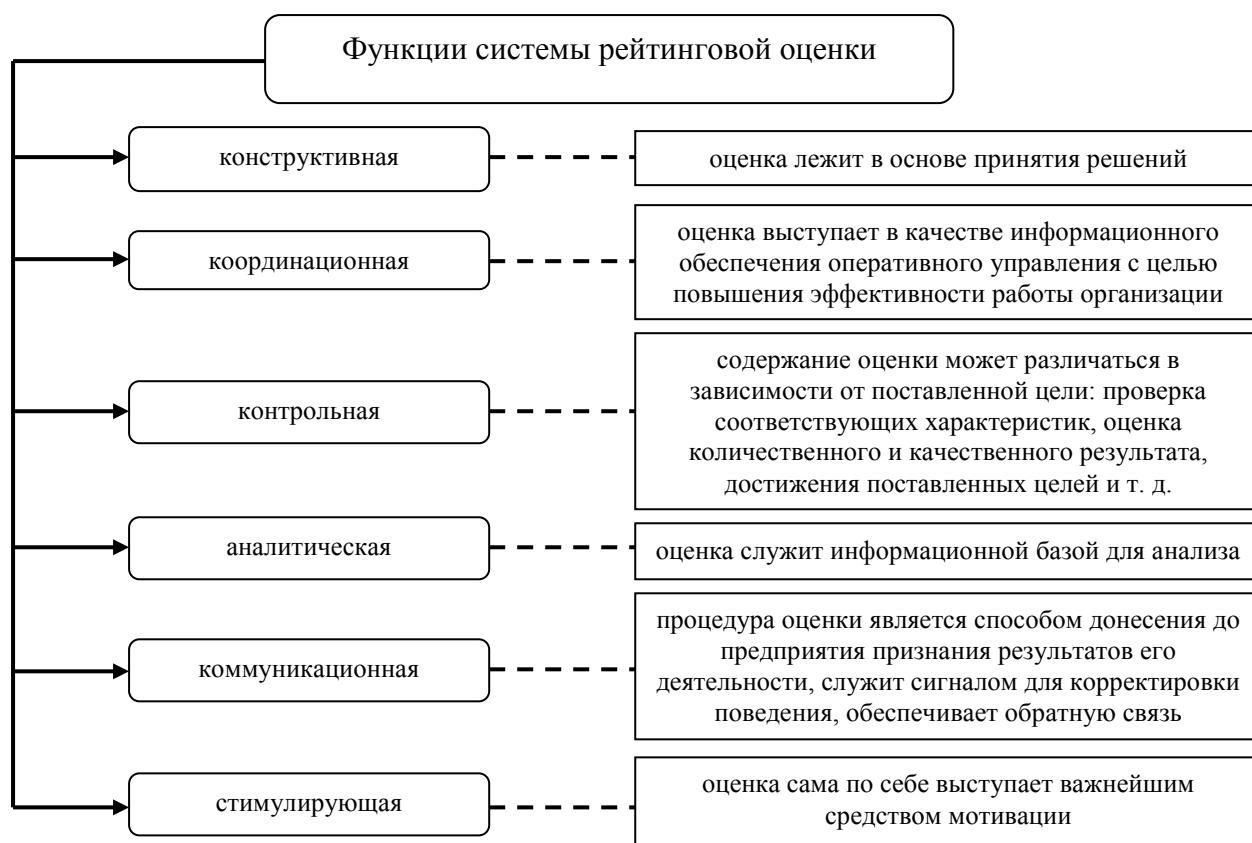 Функции системы рейтинговой оценки
конструктивная
оценка лежит в основе принятия решений
координационная
оценка выступает в качестве информационного
обеспечения оперативного управления с целью
повышения эффективности работы организации
контрольная
содержание оценки может различаться в
зависимости от поставленной цели: проверка
соответствующих характеристик, оценка
количественного и качественного результата,
достижения поставленных целей и т. д.
аналитическая
оценка служит информационной базой для анализа
коммуникационная
процедура оценки является способом донесения до
предприятия признания результатов его
деятельности, служит сигналом для корректировки
поведения, обеспечивает обратную связь
стимулирующая
оценка сама по себе выступает важнейшим
средством мотивации